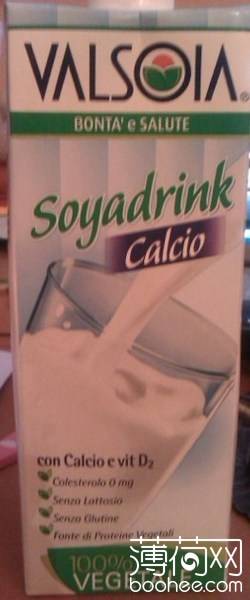 VALSOIA®
BONTA' e SALUTE
Soyadrink
Calcio
con Calcio e vit D2
Colesterolo 0 mg
Senza Lattosio
Senza Glutine
Fonte di Proteine Vegetali
100%
VEGETALE
薄荷网
boohee.com